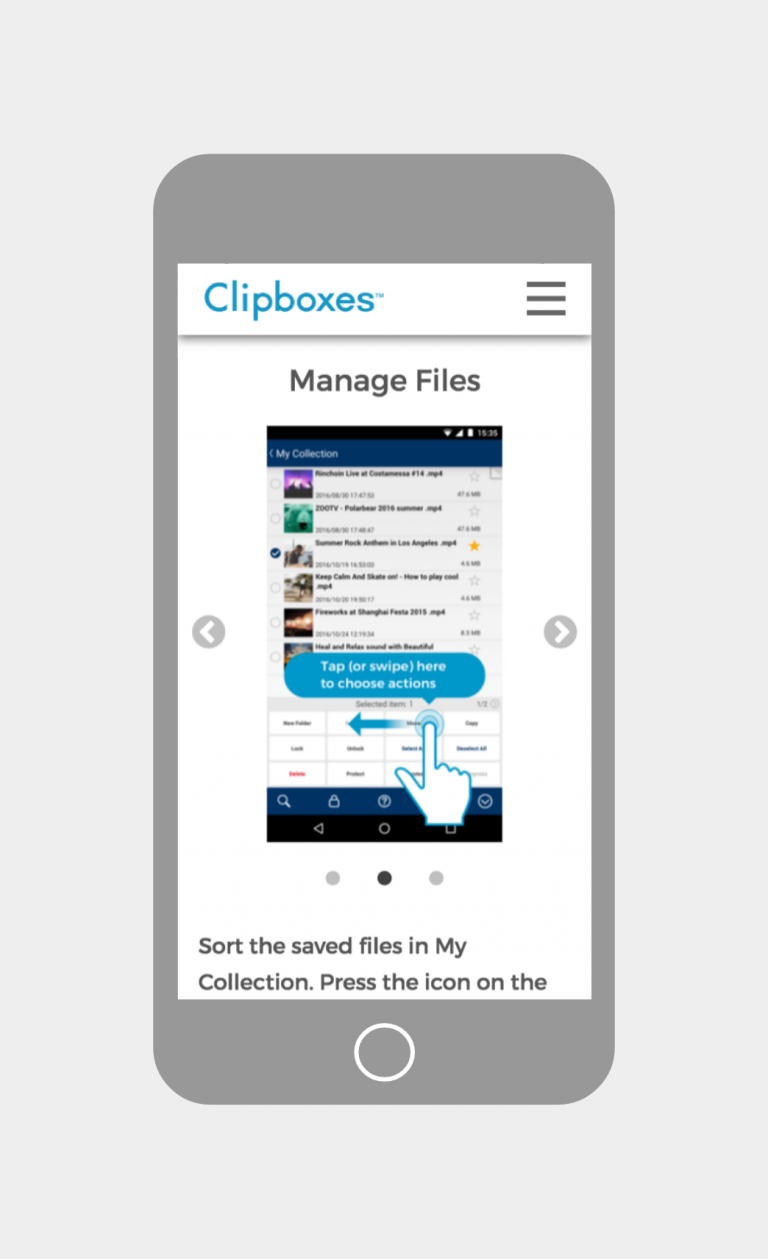 Clipboxes™
Manage Files
15:35
My Collection
Rinchoin Live at Costamessa #14 .mp4
2016/08/30 17:47:53 47.6 MB
ZOOTV - Polarbear 2016 summer .mp4
2016/08/30 17:48:47 47.6 MB
Summer Rock Anthem in Los Angeles .mp4
2016/10/19 16:53:03 4.6 MB
Keep Calm And Skate on! - How to play cool
.mp4
2016/10/20 19:50:17 4.6 MB
Fireworks at Shanghai Festa 2015 .mp4
2016/10/24 12:19:34 8.3 MB
Heal and Relax sound with Beautiful
Tap (or swipe) here
to choose actions
Selected item: 1 1/2
New Folder Copy
Lock Unlock Select Deselect All
Delete Protect
Sort the saved files in My
Collection. Press the icon on the